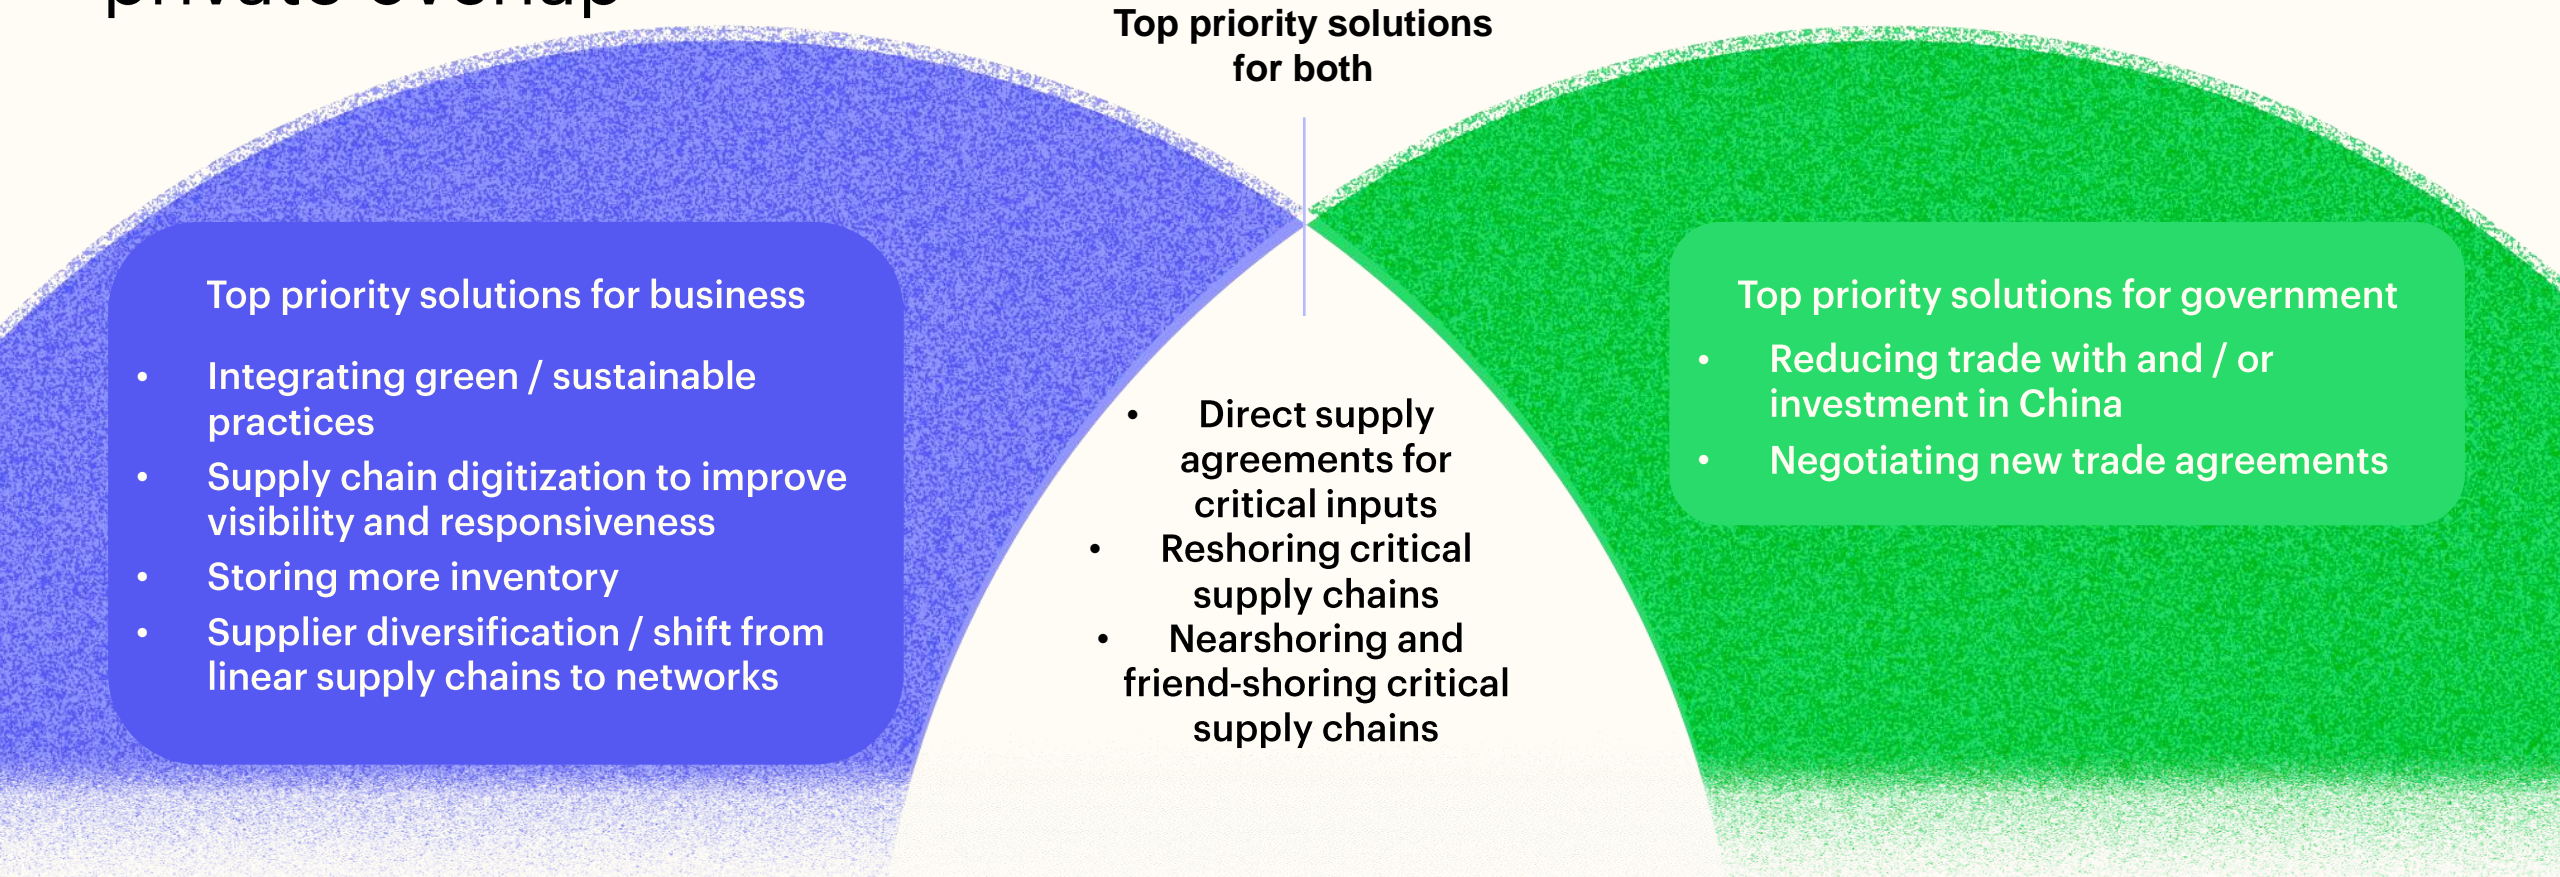 private overlap
Top priority solutions
for both
Top priority solutions for business
• Integrating green / sustainable
practices
• Supply chain digitization to improve
visibility and responsiveness
• Storing more inventory
• Supplier diversification / shift from
linear supply chains to networks
• Direct supply
agreements for
critical inputs
• Reshoring critical
supply chains
• Nearshoring and
friend-shoring critical
supply chains
Top priority solutions for government
• Reducing trade with and / or
investment in China
• Negotiating new trade agreements